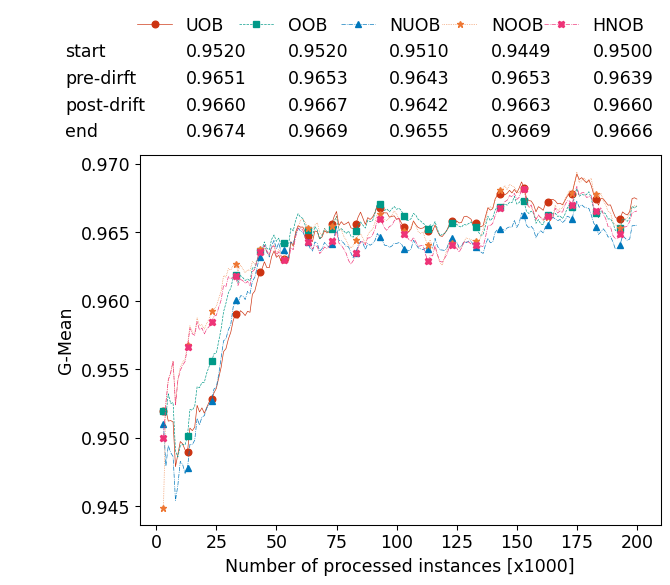 UOB OOB NUOB NOOB HNOB
start 0.9520 0.9520 0.9510 0.9449 0.9500
pre-dirft 0.9651 0.9653 0.9643 0.9653 0.9639
post-drift 0.9660 0.9667 0.9642 0.9663 0.9660
end 0.9674 0.9669 0.9655 0.9669 0.9666
0.970
0.965
0.960
0.955
0.950
0.945
G-Mean
0 25 50 75 100 125 150 175 200
Number of processed instances [x1000]